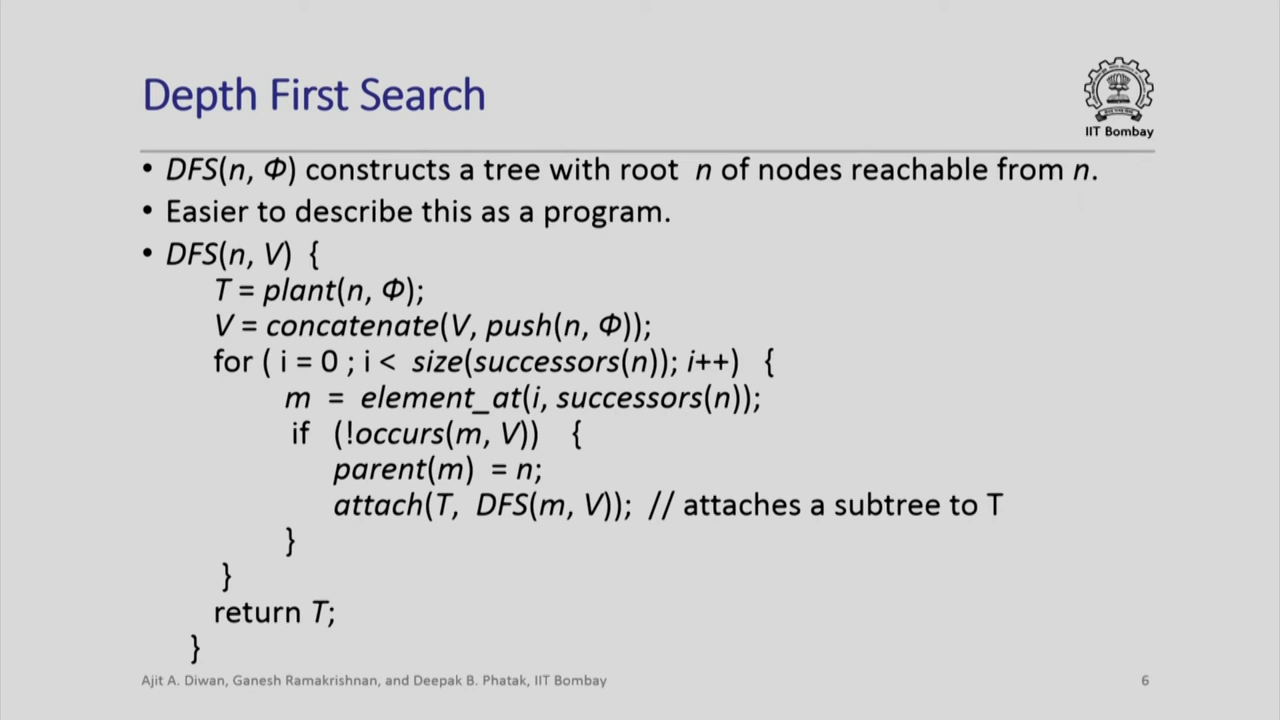 Depth First Search
IIT Bombay
• DFS(n, Φ) constructs a tree with root n of nodes reachable from n.
• Easier to describe this as a program.
• DFS(n, V) {
T = plant(n, Φ);
V = concatenate(V, push(n, Φ));
for ( i = 0 ; i < size(successors(n)); i++) {
m = element_at(i, successors(n));
if (!occurs(m, V)) {
parent(m) = n;
attach(T, DFS(m, V)); // attaches a subtree to T
}
}
return T;
}
Ajit A. Diwan, Ganesh Ramakrishnan, and Deepak B. Phatak, IIT Bombay
6